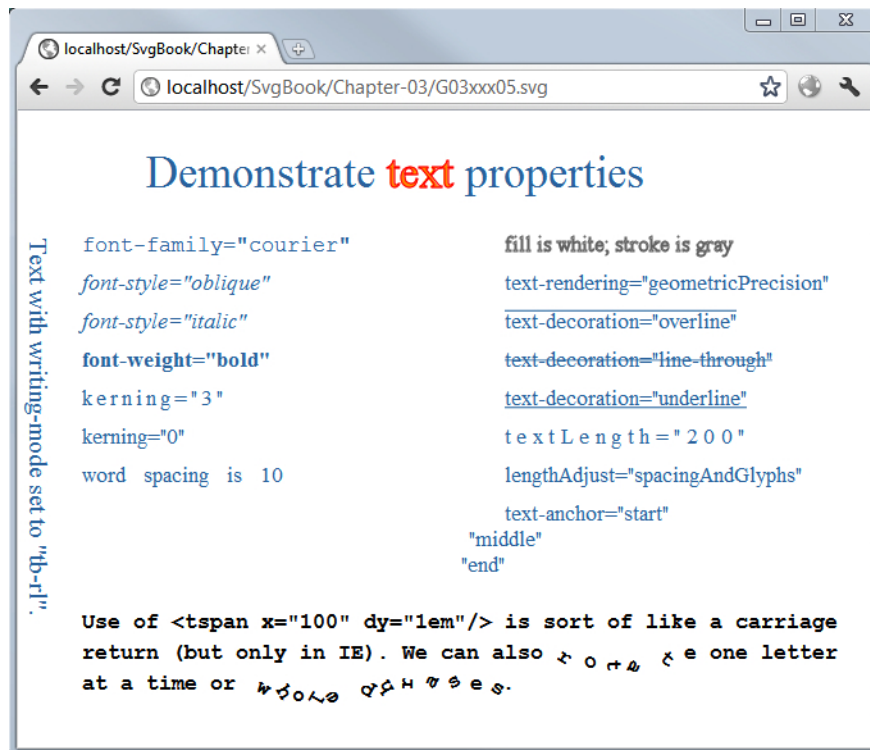 localhost/SvgBook/Chapter
localhost/SvgBook/Chapter-03/G03xxx05.svg
Demonstrate text properties
Text with writing-mode set to "tb-rl".
font-family="courier"
font-style="oblique"
font-style="italic"
font-weight="bold"
kerning="3"
kerning="0"
word spacing is 10
fill is white; stroke is gray
text-rendering="geometricPrecision"
text-decoration="overline"
text-decoration="line-through"
text-decoration="underline"
textLength="200"
lengthAdjust="spacingAndGlyphs"
text-anchor="start"
"middle"
"end"
Use of <tspan x="100" dy="1em"/> is sort of like a carriage
return (but only in IE). We can also rotate one letter
at a time or whole phrases.